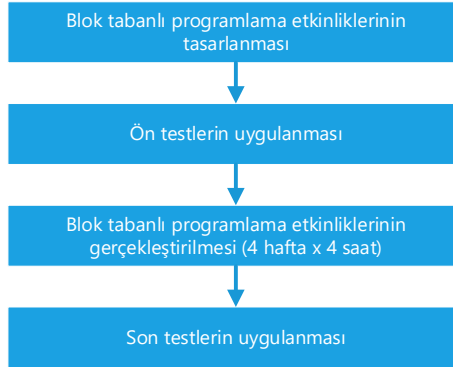 Blok tabanlı programlama etkinliklerinin
tasarlanması
Ön testlerin uygulanması
Blok tabanlı programlama etkinliklerinin
gerçekleştirilmesi (4 hafta x 4 saat)
Son testlerin uygulanması